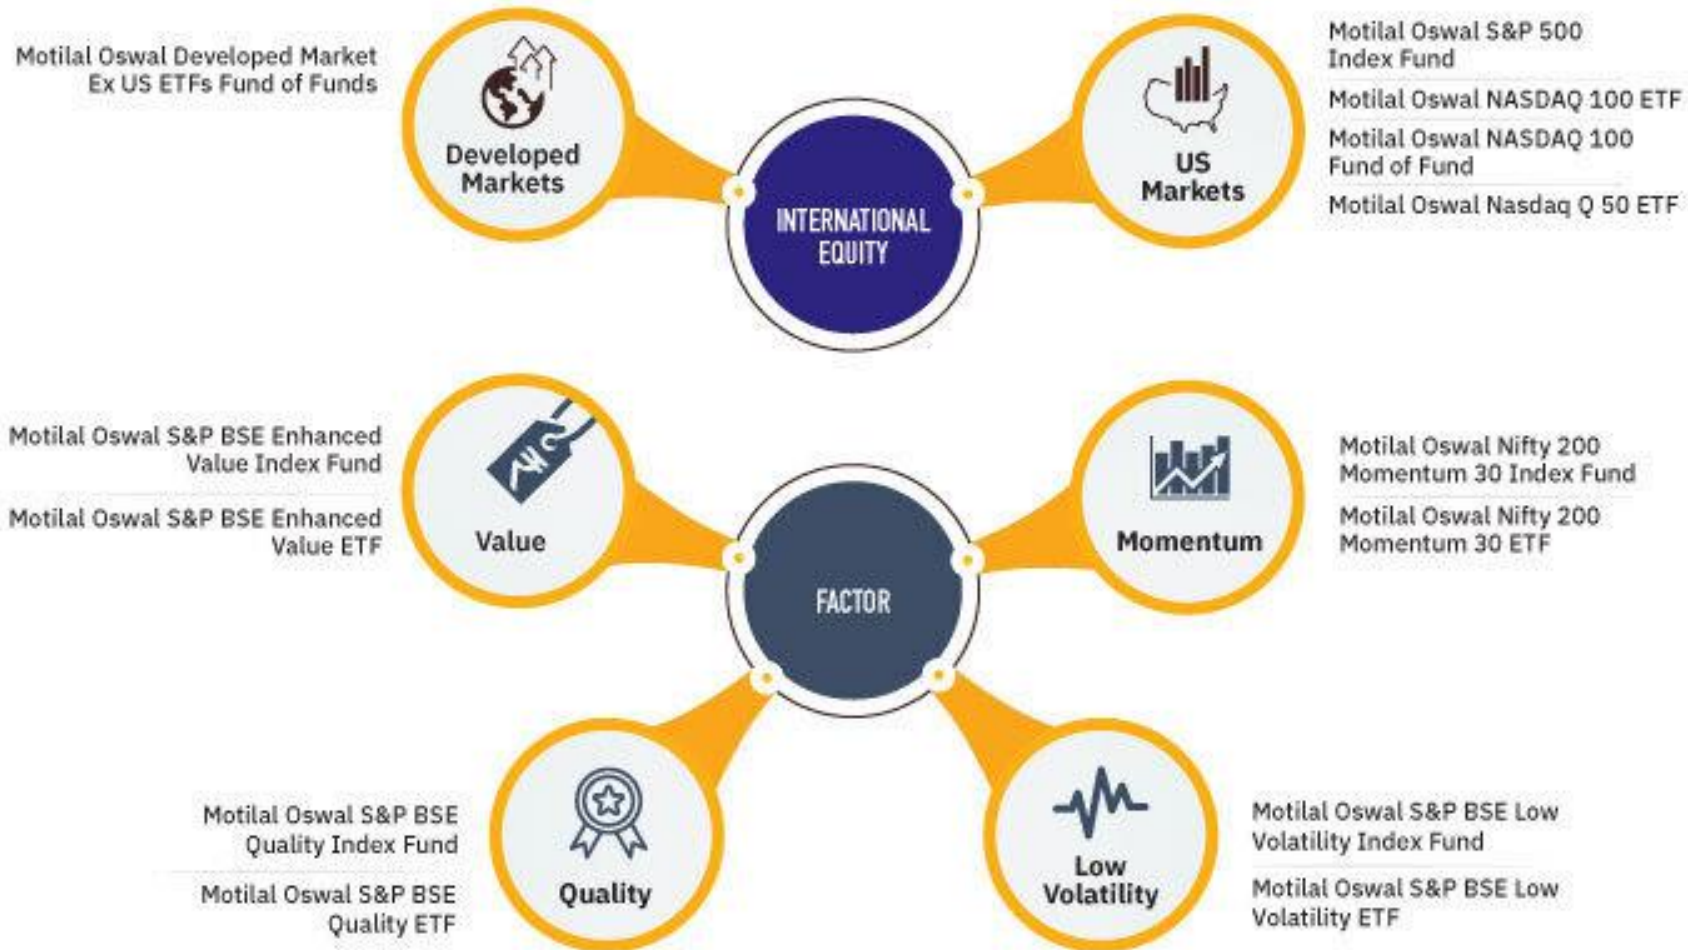 Motilal Oswal Developed Market
Ex US ETFs Fund of Funds
Developed
Markets
INTERNATIONAL
EQUITY
US
Markets
Motilal Oswal S&P 500
Index Fund
Motilal Oswal NASDAQ 100 ETF
Motilal Oswal NASDAQ 100
Fund of Fund
Motilal Oswal Nasdaq Q 50 ETF
Motilal Oswal S&P BSE Enhanced
Value Index Fund
Motilal Oswal S&P BSE Enhanced
Value ETF
Value
FACTOR
Momentum
Motilal Oswal Nifty 200
Momentum 30 Index Fund
Motilal Oswal Nifty 200
Momentum 30 ETF
Motilal Oswal S&P BSE
Quality Index Fund
Motilal Oswal S&P BSE
Quality ETF
Quality
Low
Volatility
Motilal Oswal S&P BSE Low
Volatility Index Fund
Motilal Oswal S&P BSE Low
Volatility ETF